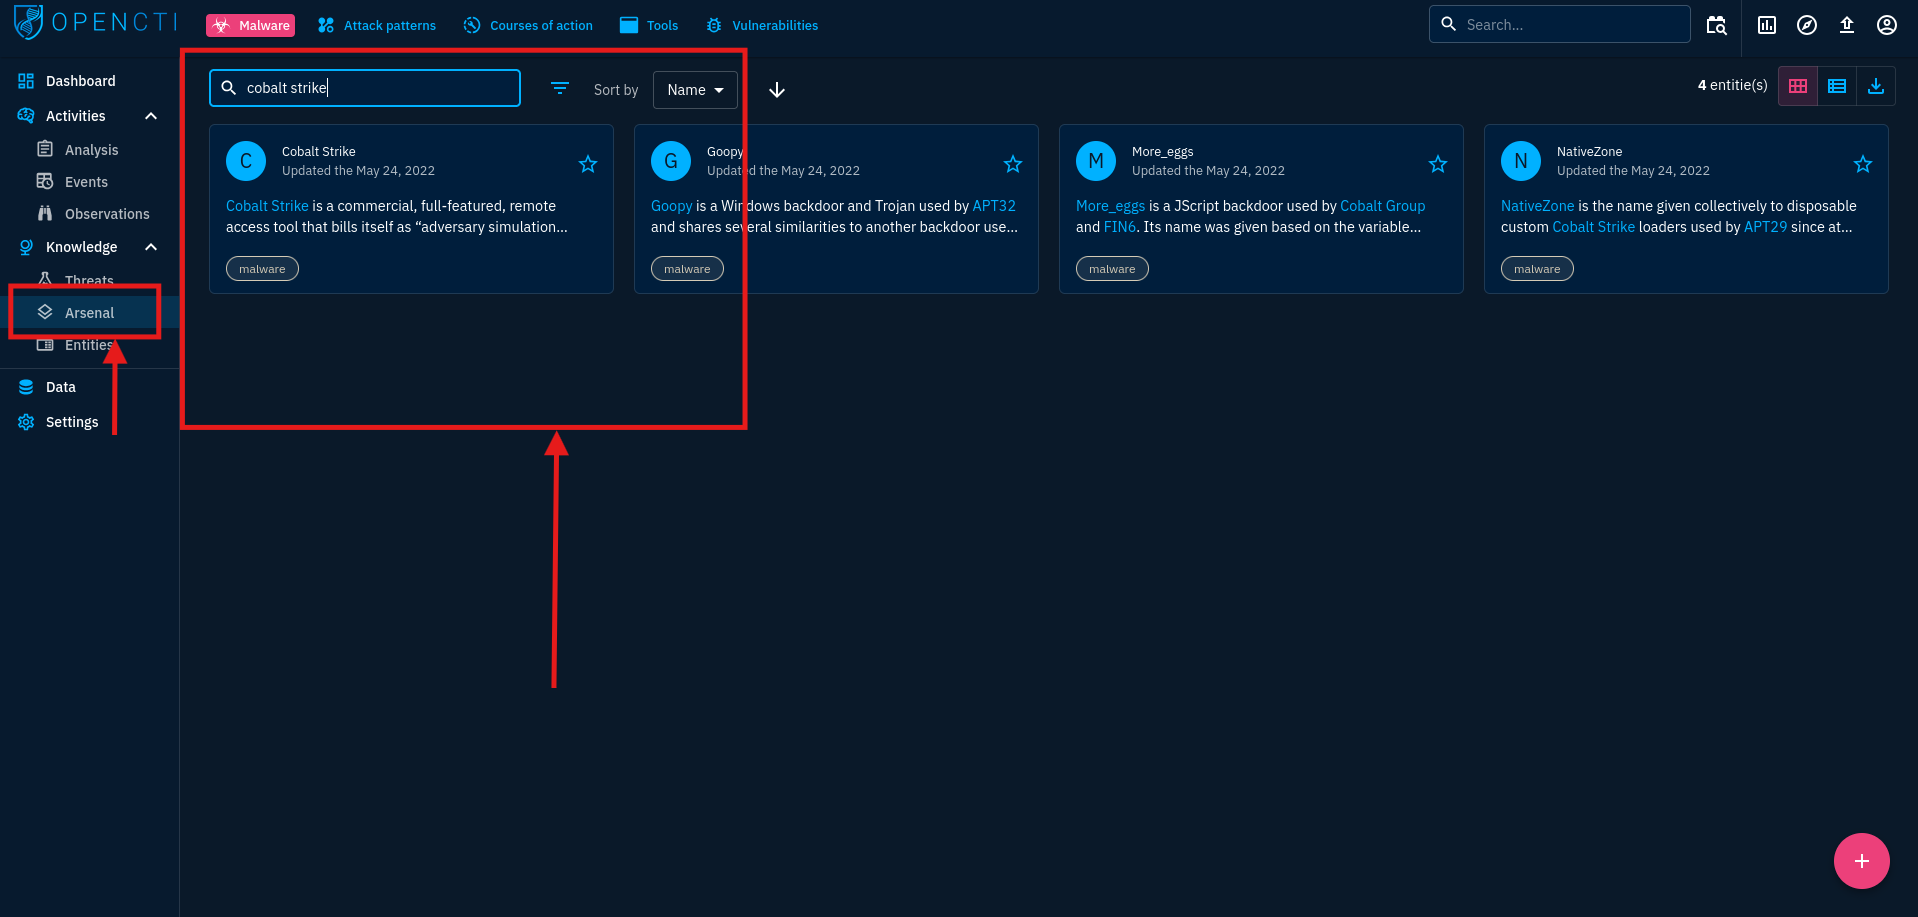 OPENCTI
Malware
Attack patterns
Courses of action
Tools
Vulnerabilities
Search...
Dashboard
Activities
Analysis
Events
Observations
Knowledge
Threats
Arsenal
Entities
Data
Settings
cobalt strike
Sort by
Name
4 entitie(s)
C
Cobalt Strike
Updated the May 24, 2022
Cobalt Strike is a commercial, full-featured, remote
access tool that bills itself as “adversary simulation...
malware
G
Goopy
Updated the May 24, 2022
Goopy is a Windows backdoor and Trojan used by APT32
and shares several similarities to another backdoor use...
malware
M
More_eggs
Updated the May 24, 2022
More_eggs is a JScript backdoor used by Cobalt Group
and FIN6. Its name was given based on the variable...
malware
N
NativeZone
Updated the May 24, 2022
NativeZone is the name given collectively to disposable
custom Cobalt Strike loaders used by APT29 since at...
malware